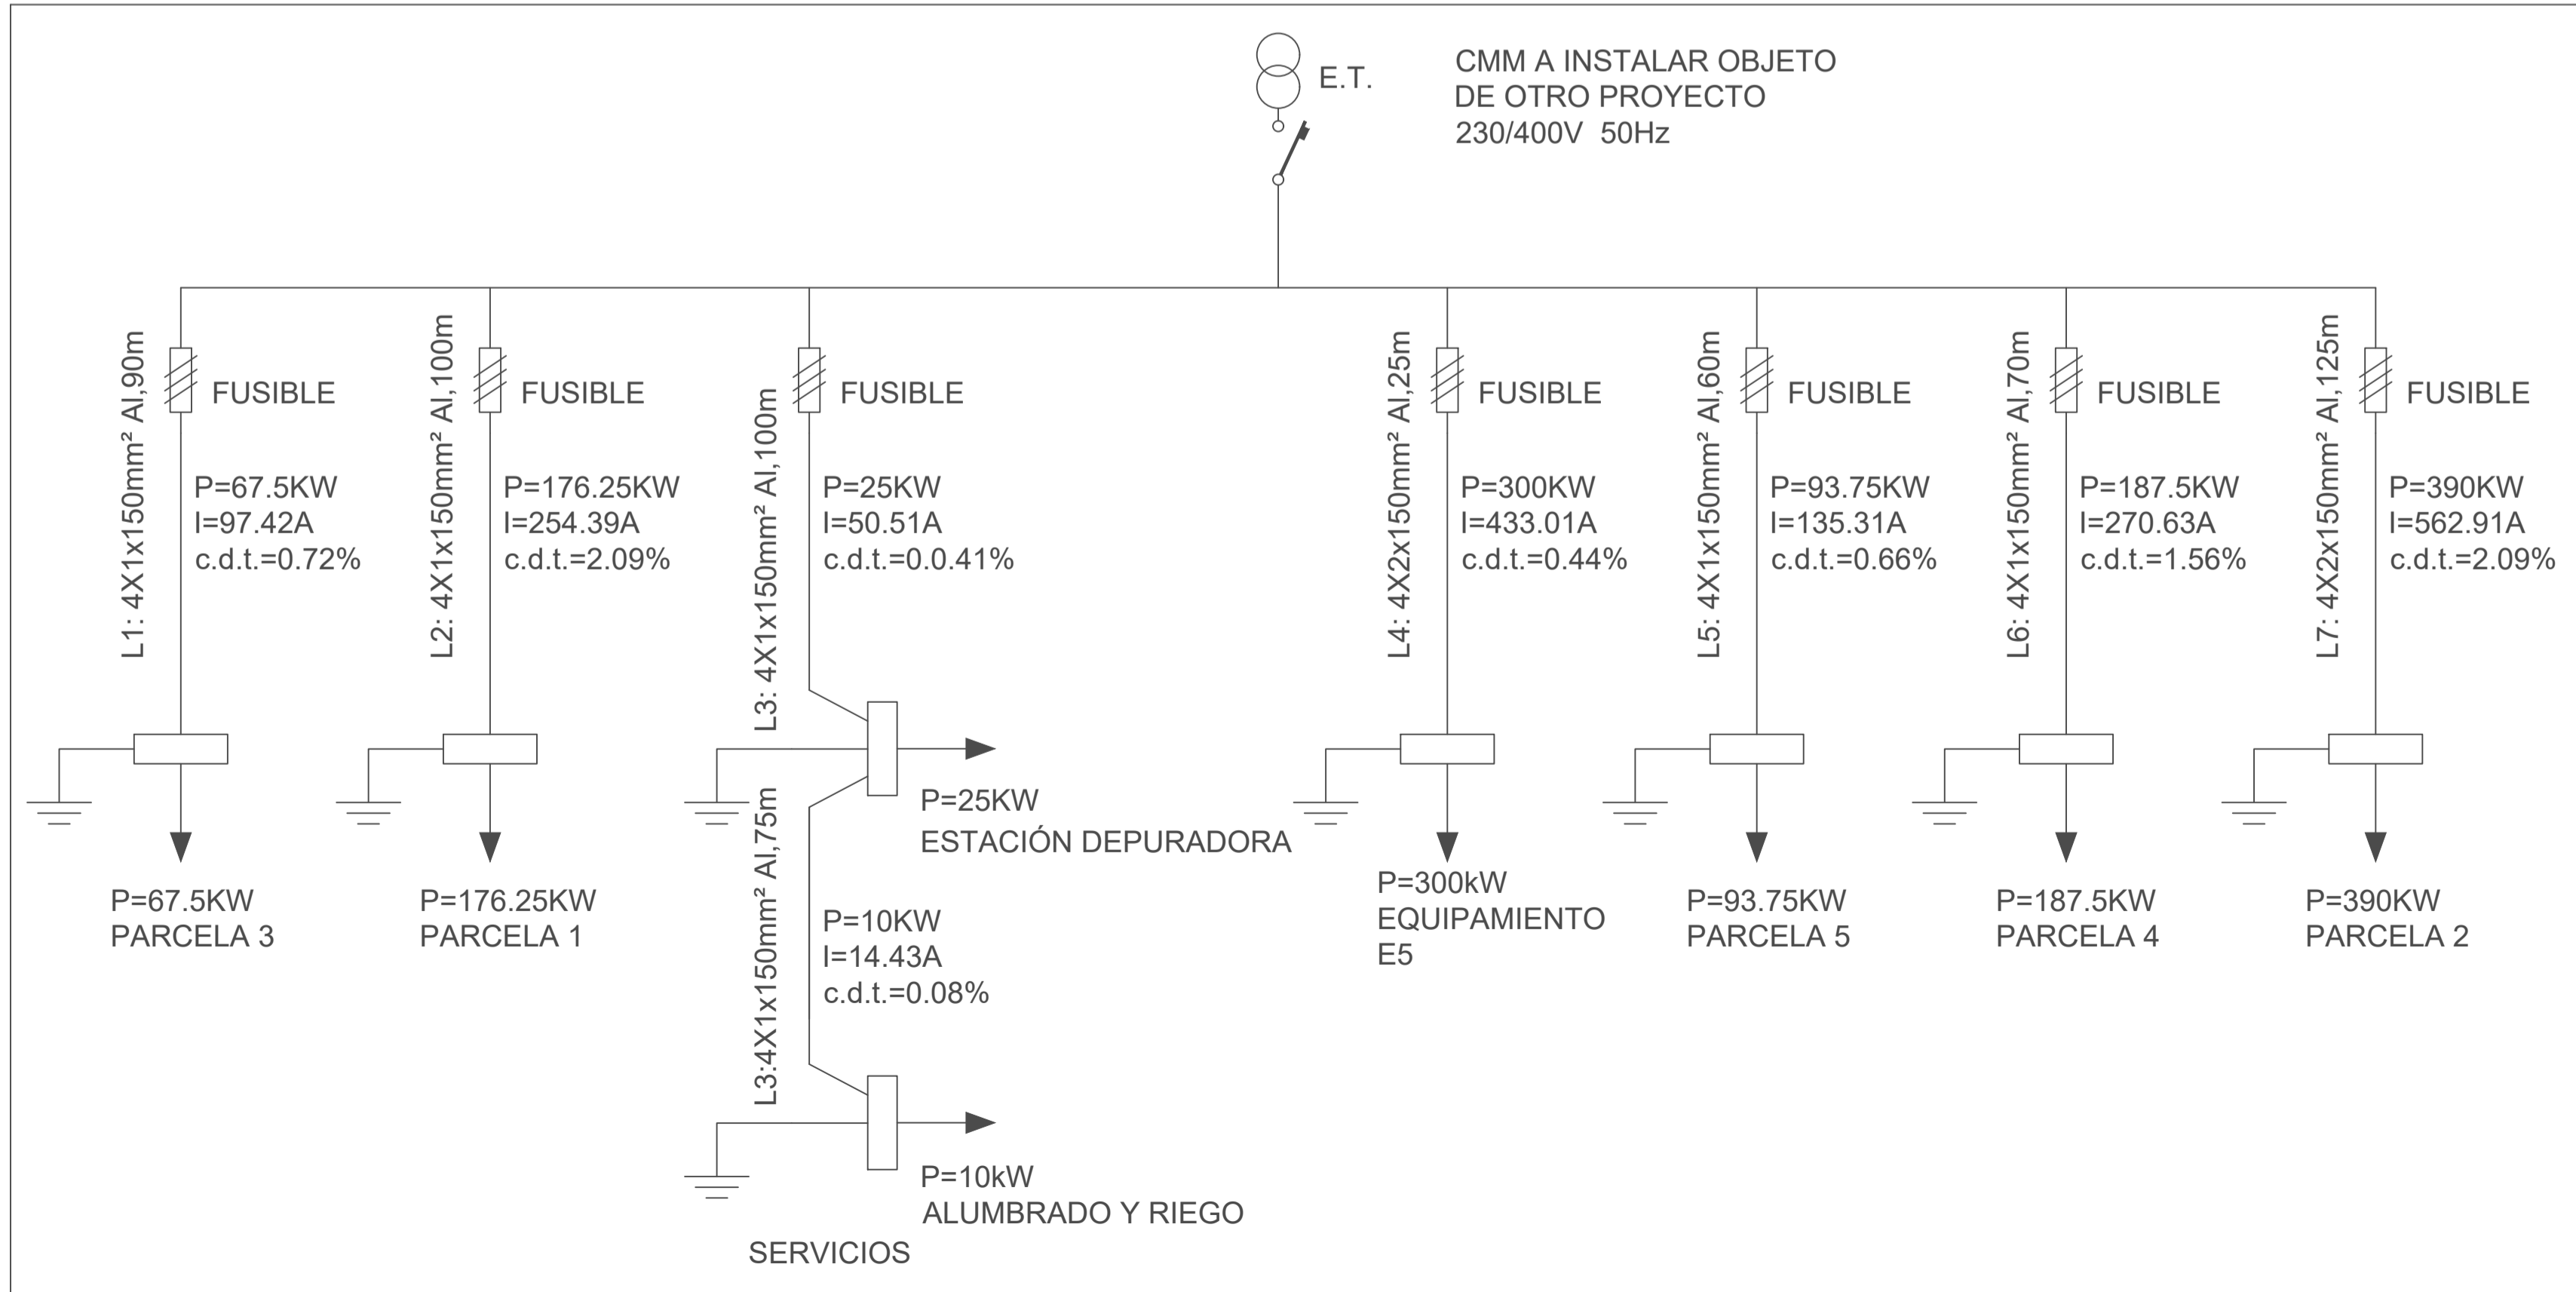 E.T.
CMM A INSTALAR OBJETO
DE OTRO PROYECTO
230/400V 50Hz
L1: 4X1x150mm² Al,90m
FUSIBLE
P=67.5KW
I=97.42A
c.d.t.=0.72%
P=67.5KW
PARCELA 3
L2: 4X1x150mm² Al,100m
FUSIBLE
P=176.25KW
I=254.39A
c.d.t.=2.09%
P=176.25KW
PARCELA 1
L3: 4X1x150mm² Al,100m
FUSIBLE
P=25KW
I=50.51A
c.d.t.=0.0.41%
P=25KW
ESTACIÓN DEPURADORA
L3:4X1x150mm² Al,75m
P=10KW
I=14.43A
c.d.t.=0.08%
P=10kW
ALUMBRADO Y RIEGO
SERVICIOS
L4: 4X2x150mm² Al,25m
FUSIBLE
P=300KW
I=433.01A
c.d.t.=0.44%
P=300kW
EQUIPAMIENTO
E5
L5: 4X1x150mm² Al,60m
FUSIBLE
P=93.75KW
I=135.31A
c.d.t.=0.66%
P=93.75KW
PARCELA 5
L6: 4X1x150mm² Al,70m
FUSIBLE
P=187.5KW
I=270.63A
c.d.t.=1.56%
P=187.5KW
PARCELA 4
L7: 4X2x150mm² Al,125m
FUSIBLE
P=390KW
I=562.91A
c.d.t.=2.09%
P=390KW
PARCELA 2